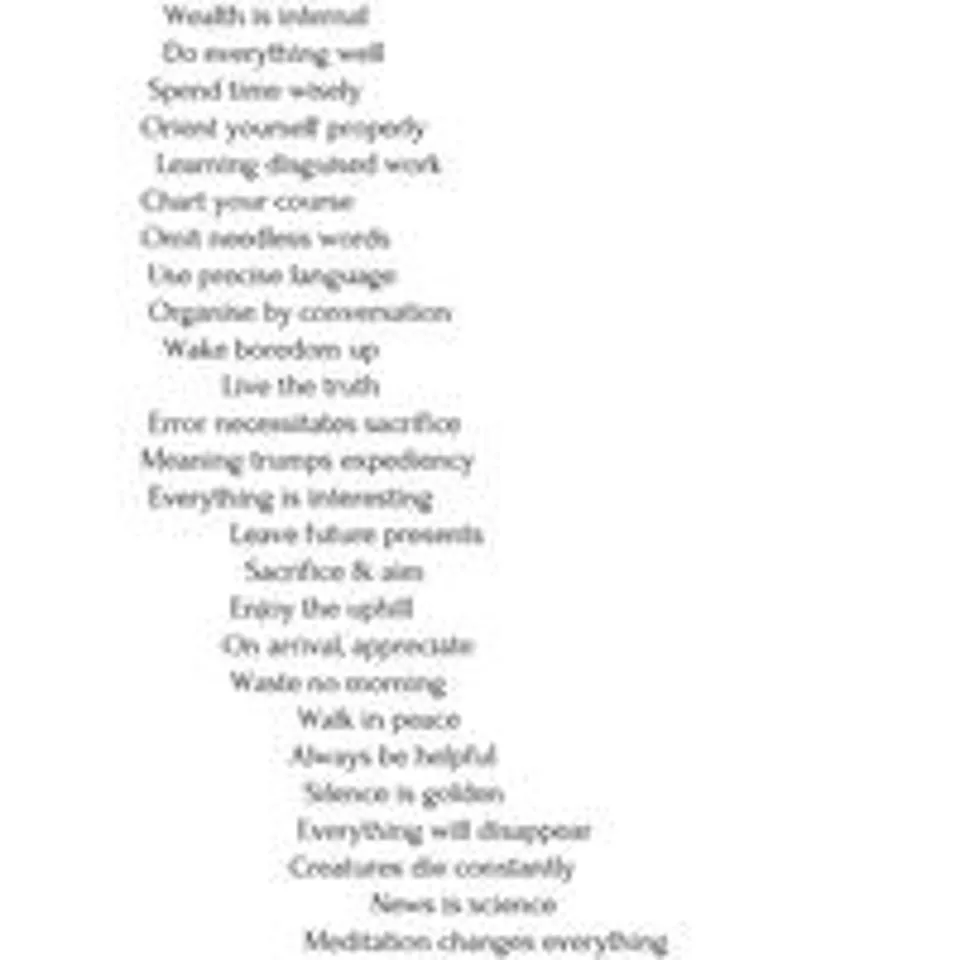 Wealth is internal
Do everything well
Spend time wisely
Orient yourself properly
Learning disguised work
Chart your course
Omit needless words
Use precise language
Organise by conversation
Wake boredom up
Live the truth
Error necessitates sacrifice
Meaning trumps expediency
Everything is interesting
Leave future presents
Sacrifice & aim
Enjoy the uphill
On arrival, appreciate
Waste no morning
Walk in peace
Always be helpful
Silence is golden
Everything will disappear
Creatures die constantly
News is science
Meditation changes everything